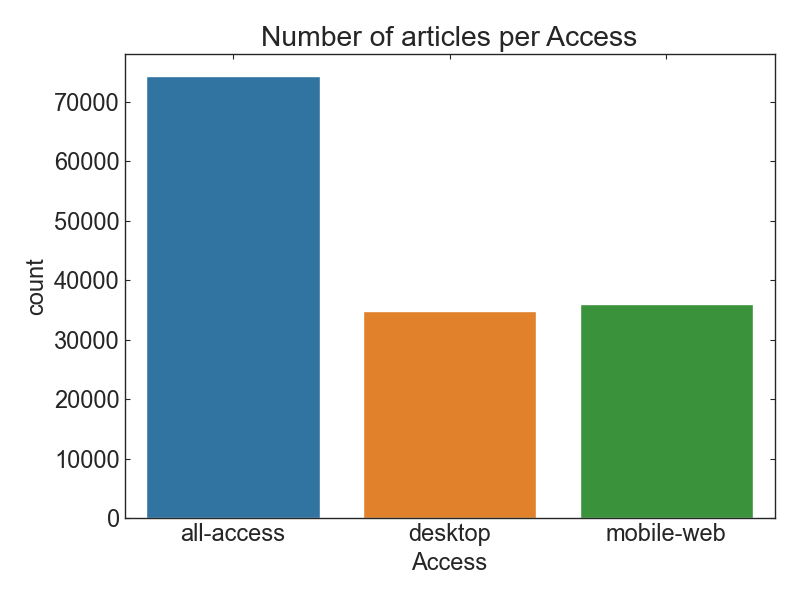 Number of articles per Access
count
70000
60000
50000
40000
30000
20000
10000
0
all-access desktop mobile-web
Access